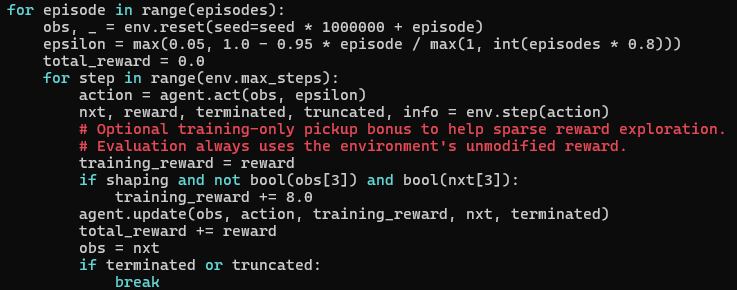 for episode in range(episodes):
    obs, _ = env.reset(seed=seed * 1000000 + episode)
    epsilon = max(0.05, 1.0 - 0.95 * episode / max(1, int(episodes * 0.8)))
    total_reward = 0.0
    for step in range(env.max_steps):
        action = agent.act(obs, epsilon)
        nxt, reward, terminated, truncated, info = env.step(action)
        # Optional training-only pickup bonus to help sparse reward exploration.
        # Evaluation always uses the environment's unmodified reward.
        training_reward = reward
        if shaping and not bool(obs[3]) and bool(nxt[3]):
            training_reward += 8.0
        agent.update(obs, action, training_reward, nxt, terminated)
        total_reward += reward
        obs = nxt
        if terminated or truncated:
            break